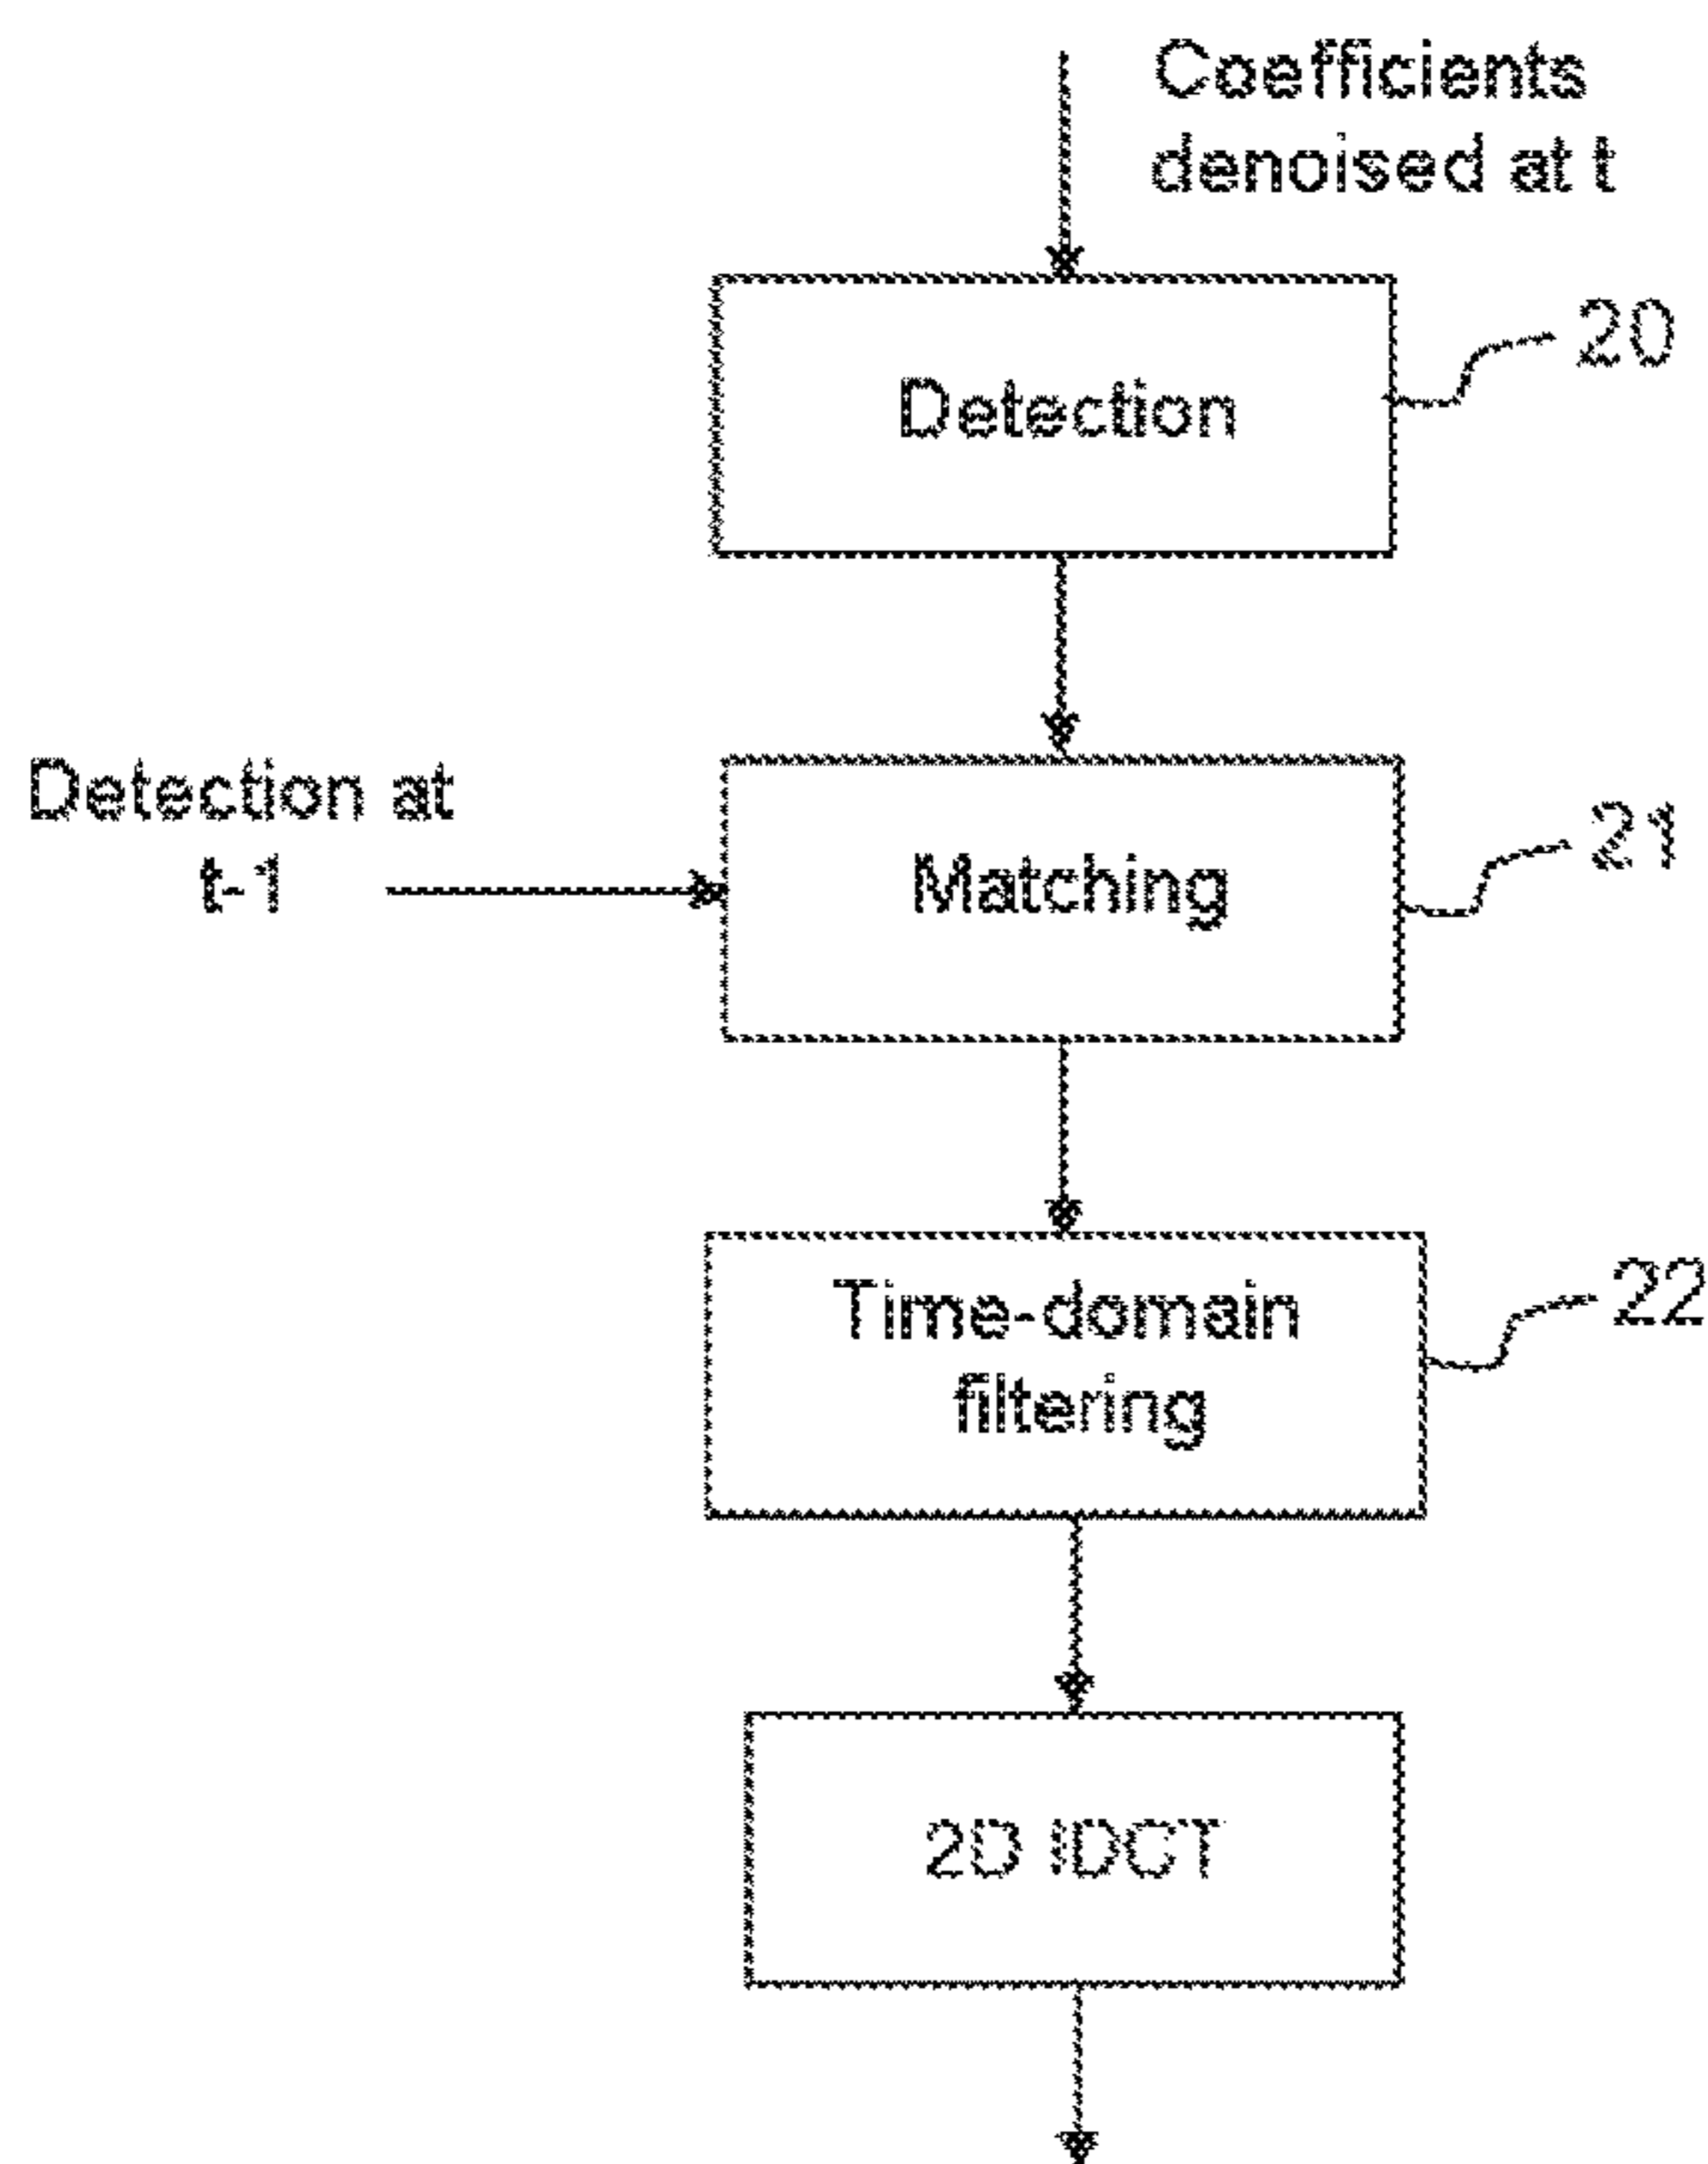 Coefficients
denoised at t
20
Detection
Detection at
t-1
Matching
21
Time-domain
filtering
22
2D IDCT